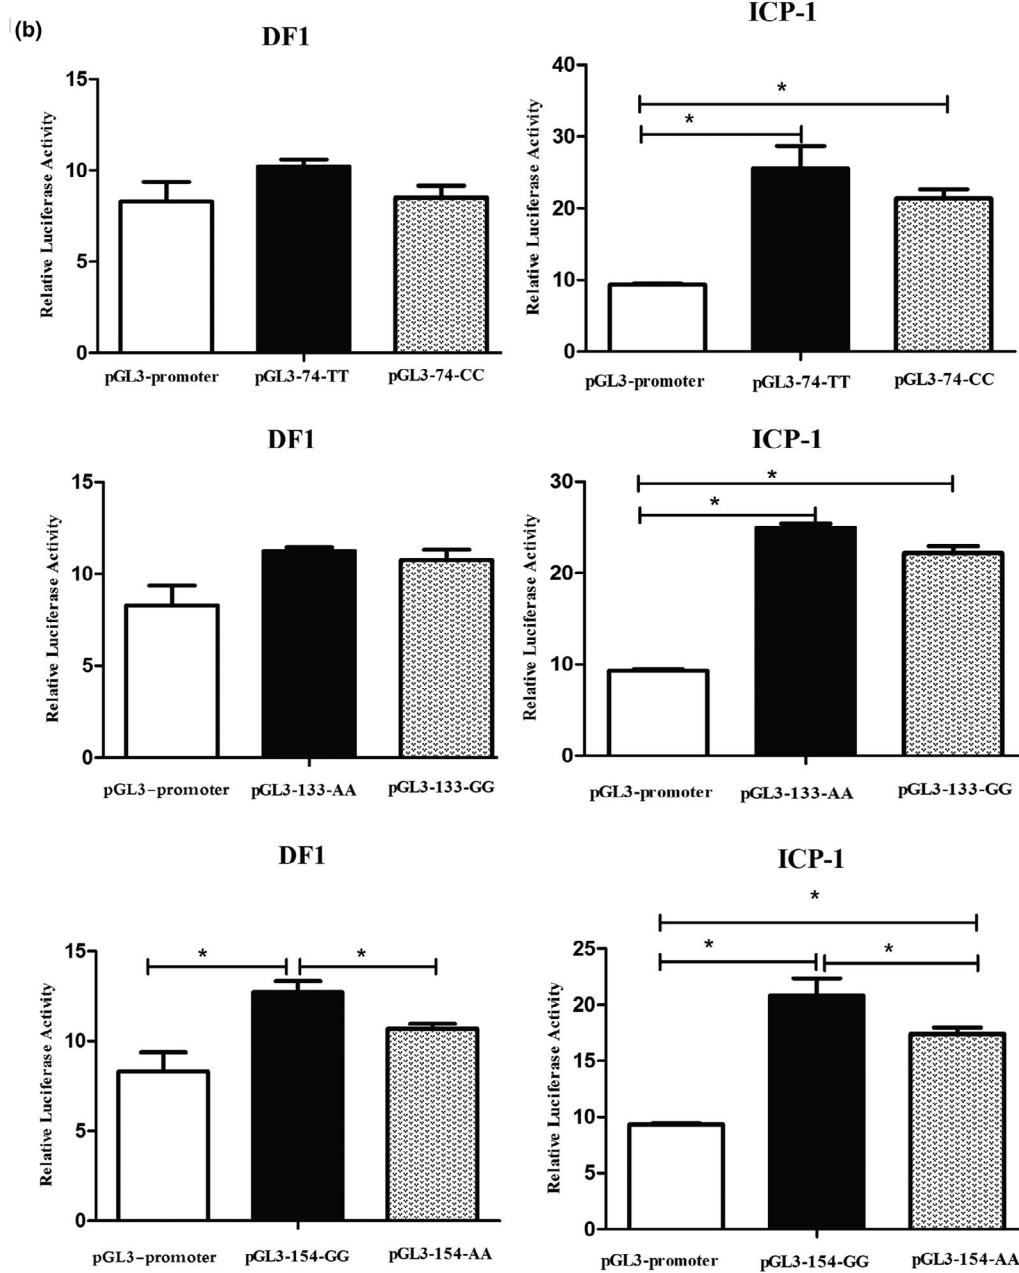 (b)
DF1
ICP-1
Relative Luciferase Activity
15
10
5
0
pGL3-promoter pGL3-74-TT pGL3-74-CC
Relative Luciferase Activity
40
30
20
10
0
* *
pGL3-promoter pGL3-74-TT pGL3-74-CC
DF1
ICP-1
Relative Luciferase Activity
15
10
5
0
pGL3-promoter pGL3-133-AA pGL3-133-GG
Relative Luciferase Activity
30
20
10
0
* *
pGL3-promoter pGL3-133-AA pGL3-133-GG
DF1
ICP-1
Relative Luciferase Activity
15
10
5
0
* *
pGL3-promoter pGL3-154-GG pGL3-154-AA
Relative Luciferase Activity
25
20
15
10
5
0
*
* *
pGL3-promoter pGL3-154-GG pGL3-154-AA